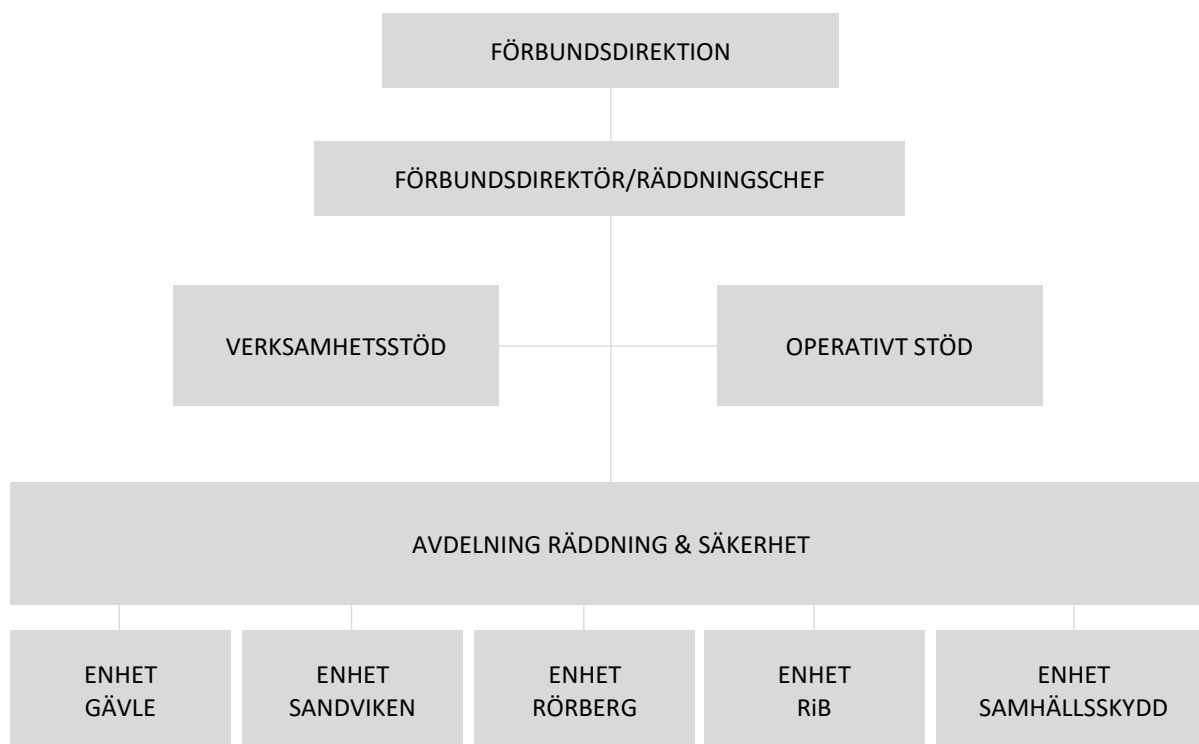 FÖRBUNDSDIREKTION
FÖRBUNDSDIREKTÖR/RÄDDNINGSCHEF
VERKSAMHETSSTÖD
OPERATIVT STÖD
AVDELNING RÄDDNING & SÄKERHET
ENHET
GÄVLE
ENHET
SANDVIKEN
ENHET
RÖRBERG
ENHET
RiB
ENHET
SAMHÄLLSSKYDD